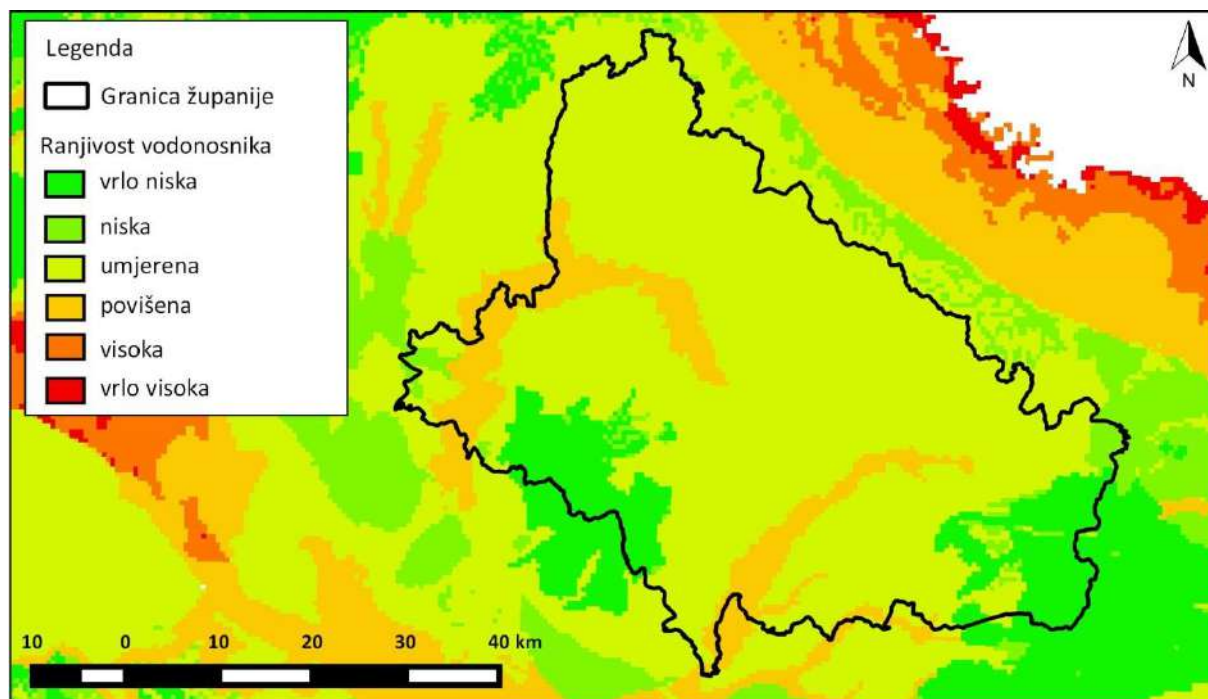 Legenda
Granica županije
Ranjivost vodonosnika
vrlo niska
niska
umjerena
povišena
visoka
vrlo visoka
N
10 0 10 20 30 40 km